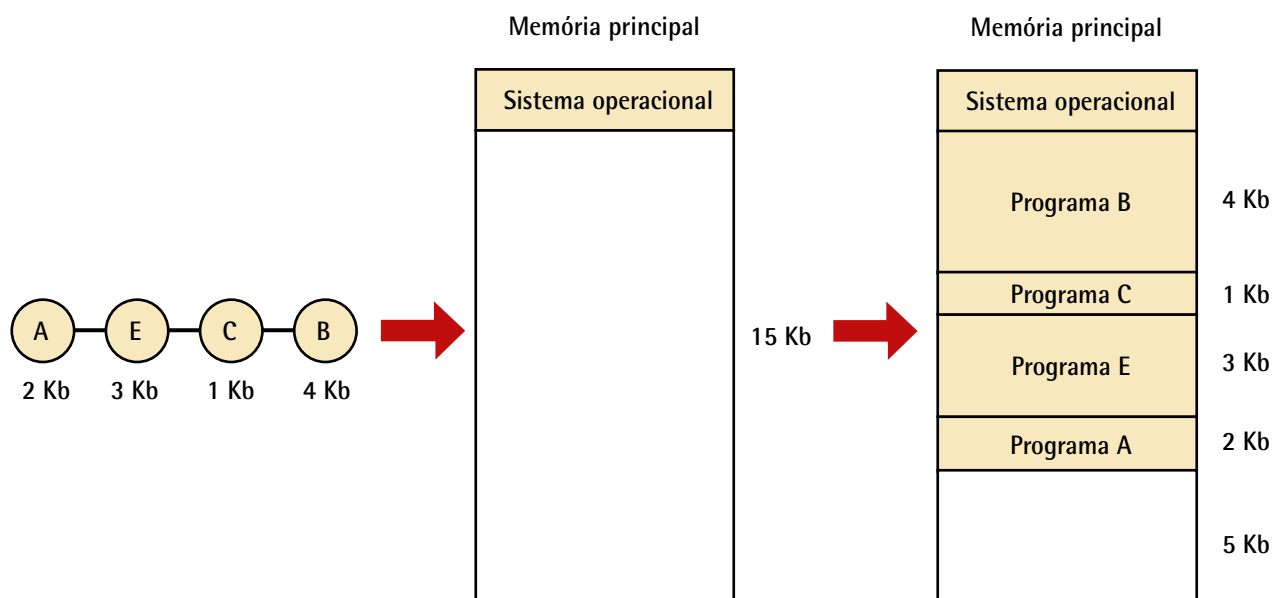 Memória principal
Sistema operacional
A E C B
2 Kb 3 Kb 1 Kb 4 Kb
15 Kb
Memória principal
Sistema operacional
Programa B 4 Kb
Programa C 1 Kb
Programa E 3 Kb
Programa A 2 Kb
5 Kb